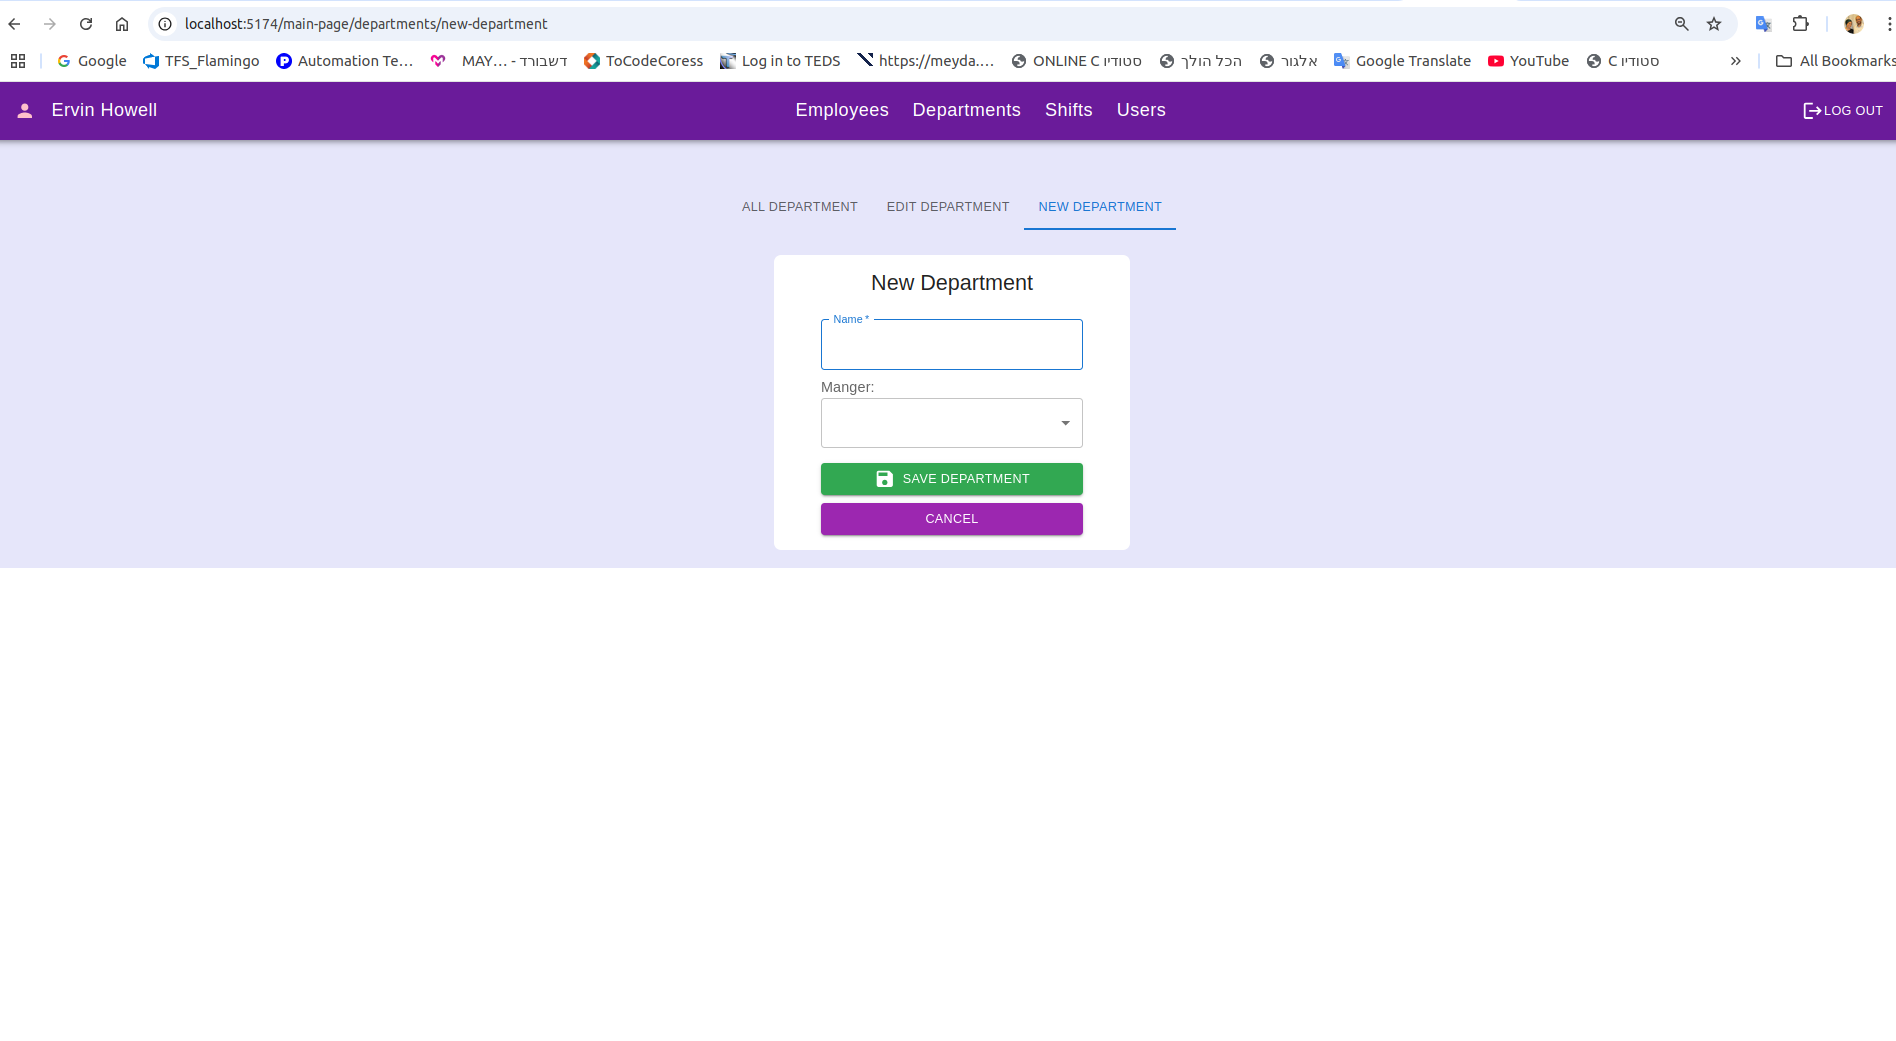 localhost:5174/main-page/departments/new-department
Google TFS_Flamingo Automation Te… MAY… - דשבורד ToCodeCoress Log in to TEDS https://meyda.… ONLINE C סטודיו הכל הולך אלגור Google Translate YouTube C סטודיו » All Bookmarks
Ervin Howell Employees Departments Shifts Users LOG OUT
ALL DEPARTMENT EDIT DEPARTMENT NEW DEPARTMENT
New Department
Name *
Manger:
SAVE DEPARTMENT
CANCEL